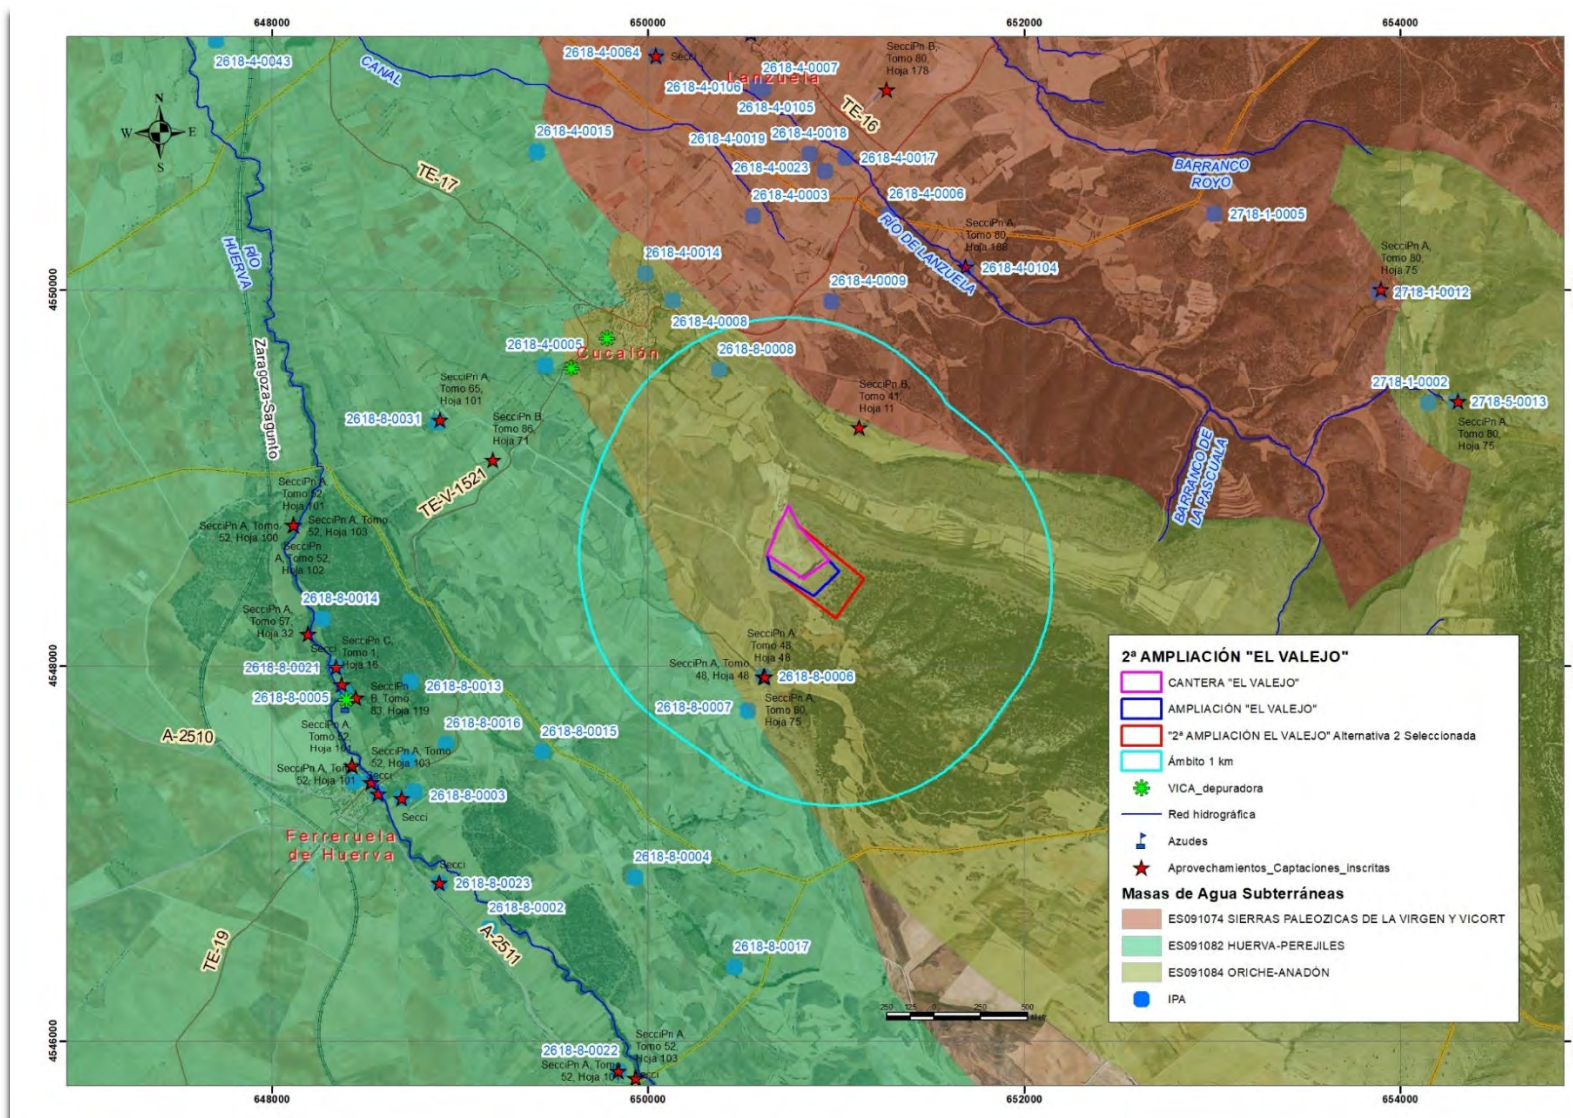 648000
650000
652000
654000
2618-4-0043
CANAL
2618-4-0064
Secci
2618-4-0007
Lanzuela
SecciPn B,
Tomo 80,
Hoja 178
2618-4-0106
2618-4-0105
TE-16
N
W
E
S
2618-4-0015
2618-4-0019
2618-4-0018
2618-4-0017
2618-4-0023
TE-17
2618-4-0003
2618-4-0006
BARRANCO
ROYO
2718-1-0005
RÍO
HUERVA
RÍO DE LANZUELA
SecciPn A,
Tomo 80,
Hoja 188
2618-4-0104
2618-4-0014
SecciPn A,
Tomo 80,
Hoja 75
2718-1-0012
4550000
4550000
2618-4-0009
2618-4-0008
Zaragoza-Sagunto
2618-4-0005
Cucalón
2618-8-0008
SecciPn A,
Tomo 65,
Hoja 101
2618-8-0031
SecciPn B,
Tomo 86,
Hoja 71
SecciPn B,
Tomo 41,
Hoja 11
2718-1-0002
2718-5-0013
SecciPn A,
Tomo 80,
Hoja 75
TE-V-1521
BARRANCO DE
LA PASCUALA
SecciPn A,
Tomo 52,
Hoja 101
SecciPn A, Tomo
52, Hoja 100
SecciPn A, Tomo
52, Hoja 103
SecciPn
A, Tomo 52,
Hoja 102
2618-8-0014
SecciPn A,
Tomo 57,
Hoja 32
Secci
SecciPn C,
Tomo 1,
Hoja 16
2618-8-0021
2618-8-0005
SecciPn
B, Tomo
83, Hoja 119
2618-8-0013
SecciPn A,
Tomo 48,
Hoja 48
SecciPn A, Tomo
48, Hoja 48
2618-8-0006
2618-8-0007
SecciPn A,
Tomo 80,
Hoja 75
4548000
4548000
A-2510
SecciPn A,
Tomo 52,
Hoja 101
2618-8-0016
2618-8-0015
SecciPn A, Tomo
52, Hoja 103
SecciPn A, Tomo
52, Hoja 101
Secci
2618-8-0003
Secci
Ferreruela
de Huerva
Secci
2618-8-0023
2618-8-0004
2618-8-0002
A-2511
TE-19
2618-8-0017
SecciPn A,
Tomo 52,
Hoja 103
2618-8-0022
SecciPn A, Tomo
52, Hoja 101
Secci
4546000
4546000
250 125 0 250 500
2ª AMPLIACIÓN "EL VALEJO"
CANTERA "EL VALEJO"
AMPLIACIÓN "EL VALEJO"
"2ª AMPLIACIÓN EL VALEJO" Alternativa 2 Seleccionada
Ámbito 1 km
VICA_depuradora
Red hidrográfica
Azudes
Aprovechamientos_Captaciones_inscritas
Masas de Agua Subterráneas
ES091074 SIERRAS PALEOZICAS DE LA VIRGEN Y VICORT
ES091082 HUERVA-PEREJILES
ES091084 ORICHE-ANADÓN
IPA
648000
650000
652000
654000